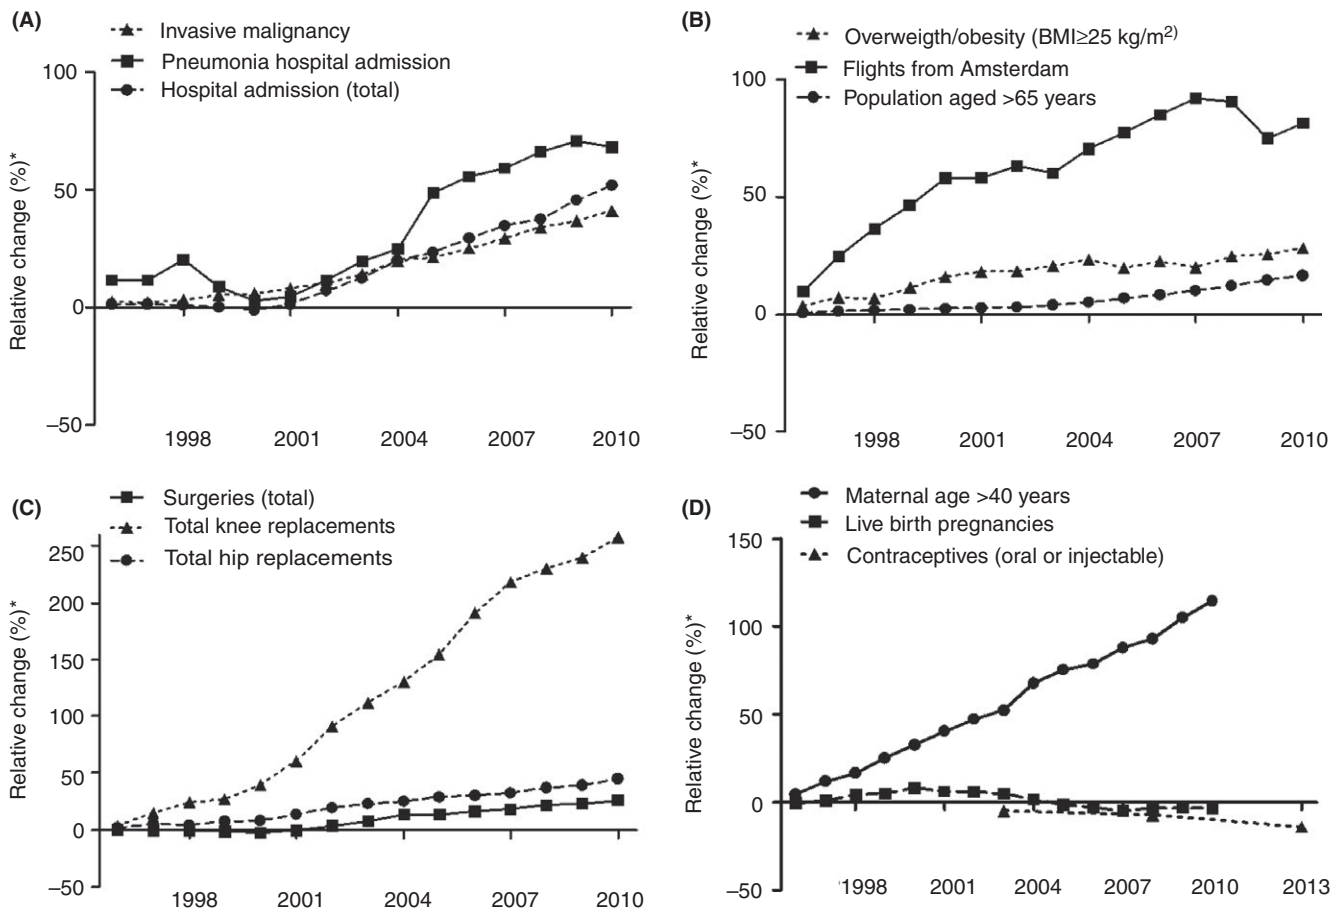 (A)
Invasive malignancy
Pneumonia hospital admission
Hospital admission (total)
Relative change (%)*
100
50
0
–50
1998 2001 2004 2007 2010
(B)
Overweigth/obesity (BMI≥25 kg/m²⁾
Flights from Amsterdam
Population aged >65 years
Relative change (%)*
100
50
0
–50
1998 2001 2004 2007 2010
(C)
Surgeries (total)
Total knee replacements
Total hip replacements
Relative change (%)*
250
200
150
100
50
0
–50
1998 2001 2004 2007 2010
(D)
Maternal age >40 years
Live birth pregnancies
Contraceptives (oral or injectable)
Relative change (%)*
150
100
50
0
–50
1998 2001 2004 2007 2010 2013